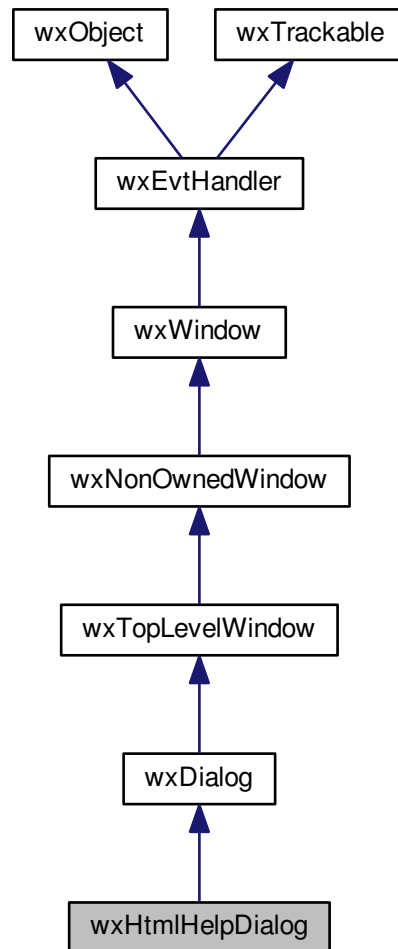 wxObject
wxTrackable
wxEvtHandler
wxWindow
wxNonOwnedWindow
wxTopLevelWindow
wxDialog
wxHtmlHelpDialog